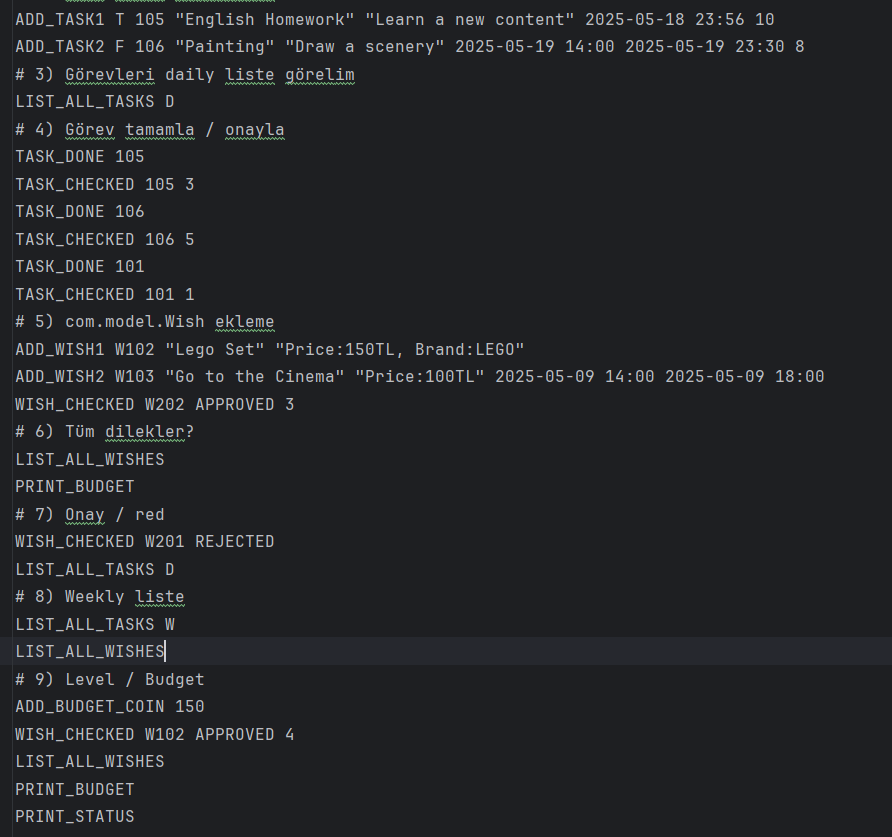 ADD_TASK1 T 105 "English Homework" "Learn a new content" 2025-05-18 23:56 10
ADD_TASK2 F 106 "Painting" "Draw a scenery" 2025-05-19 14:00 2025-05-19 23:30 8
# 3) Görevleri daily liste görelim
LIST_ALL_TASKS D
# 4) Görev tamamla / onayla
TASK_DONE 105
TASK_CHECKED 105 3
TASK_DONE 106
TASK_CHECKED 106 5
TASK_DONE 101
TASK_CHECKED 101 1
# 5) com.model.Wish ekleme
ADD_WISH1 W102 "Lego Set" "Price:150TL, Brand:LEGO"
ADD_WISH2 W103 "Go to the Cinema" "Price:100TL" 2025-05-09 14:00 2025-05-09 18:00
WISH_CHECKED W202 APPROVED 3
# 6) Tüm dilekler?
LIST_ALL_WISHES
PRINT_BUDGET
# 7) Onay / red
WISH_CHECKED W201 REJECTED
LIST_ALL_TASKS D
# 8) Weekly liste
LIST_ALL_TASKS W
LIST_ALL_WISHES
# 9) Level / Budget
ADD_BUDGET_COIN 150
WISH_CHECKED W102 APPROVED 4
LIST_ALL_WISHES
PRINT_BUDGET
PRINT_STATUS